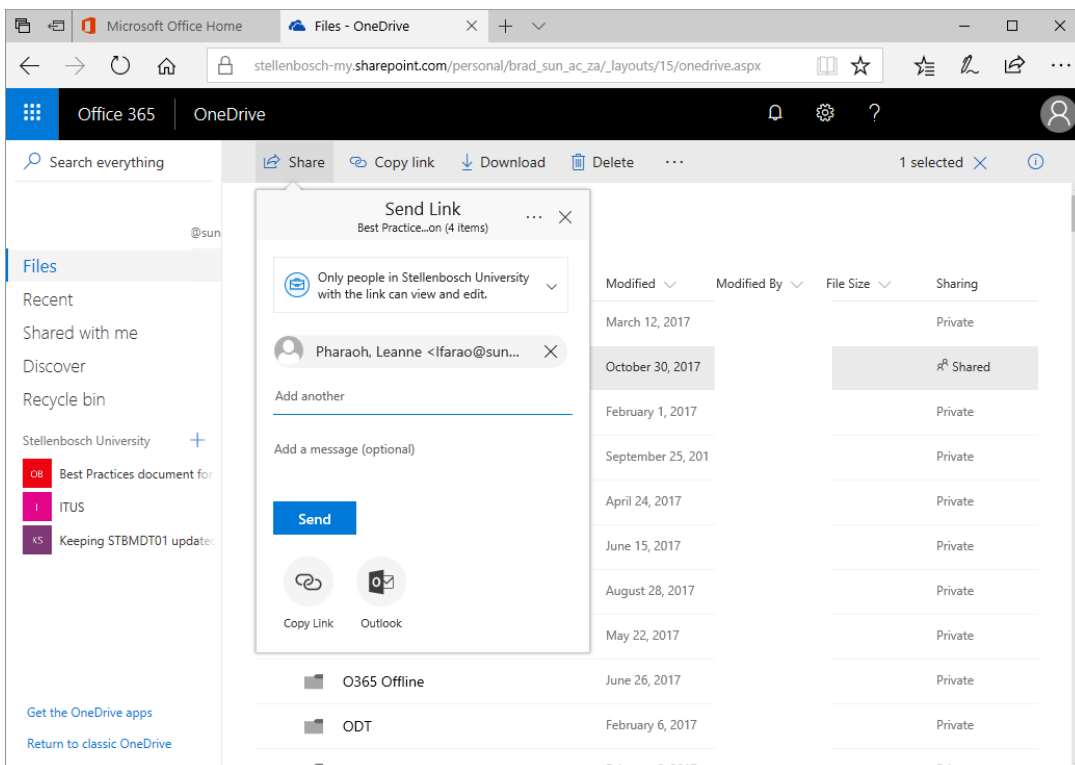 Microsoft Office Home
Files - OneDrive
stellenbosch-my.sharepoint.com/personal/brad_sun_ac_za/_layouts/15/onedrive.aspx
Office 365 OneDrive ?
Search everything
Share Copy link Download Delete ... 1 selected
@sun
Files
Recent
Shared with me
Discover
Recycle bin
Stellenbosch University
OB Best Practices document for
I ITUS
KS Keeping STBMDT01 updated
Get the OneDrive apps
Return to classic OneDrive
Send Link
Best Practice...on (4 items)
Only people in Stellenbosch University
with the link can view and edit.
Pharaoh, Leanne <lfarao@sun...
Add another
Add a message (optional)
Send
Copy Link Outlook
Modified Modified By File Size Sharing
March 12, 2017 Private
October 30, 2017 Shared
February 1, 2017 Private
September 25, 201 Private
April 24, 2017 Private
June 15, 2017 Private
August 28, 2017 Private
May 22, 2017 Private
O365 Offline June 26, 2017 Private
ODT February 6, 2017 Private